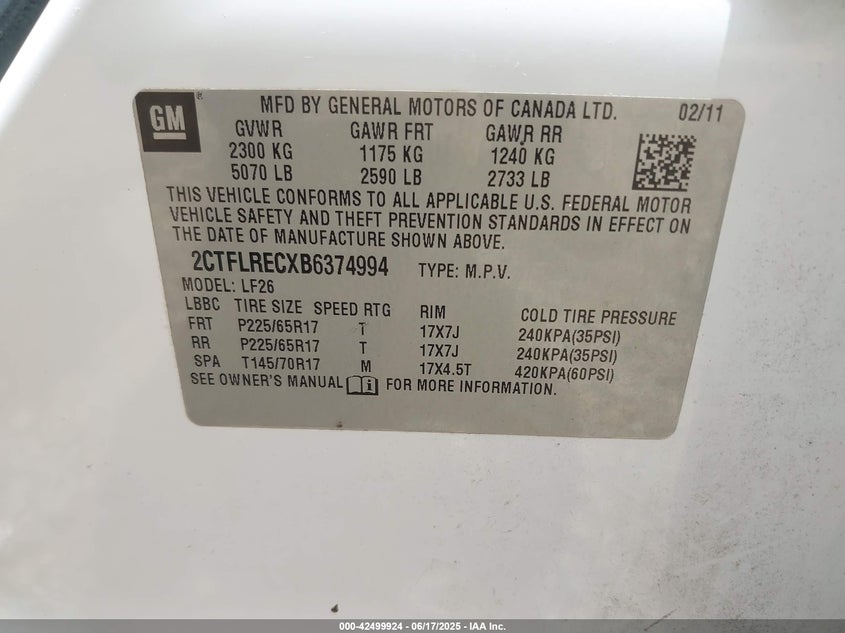 GM ®
MFD BY GENERAL MOTORS OF CANADA LTD. 02/11
GVWR GAWR FRT GAWR RR
2300 KG 1175 KG 1240 KG
5070 LB 2590 LB 2733 LB
THIS VEHICLE CONFORMS TO ALL APPLICABLE U.S. FEDERAL MOTOR
VEHICLE SAFETY AND THEFT PREVENTION STANDARDS IN EFFECT ON
THE DATE OF MANUFACTURE SHOWN ABOVE.
2CTFLRECXB6374994 TYPE: M.P.V.
MODEL: LF26
LBBC TIRE SIZE SPEED RTG RIM COLD TIRE PRESSURE
FRT P225/65R17 T 17X7J 240KPA(35PSI)
RR P225/65R17 T 17X7J 240KPA(35PSI)
SPA T145/70R17 M 17X4.5T 420KPA(60PSI)
SEE OWNER'S MANUAL FOR MORE INFORMATION.
000-42499924 - 06/17/2025 - IAA Inc.